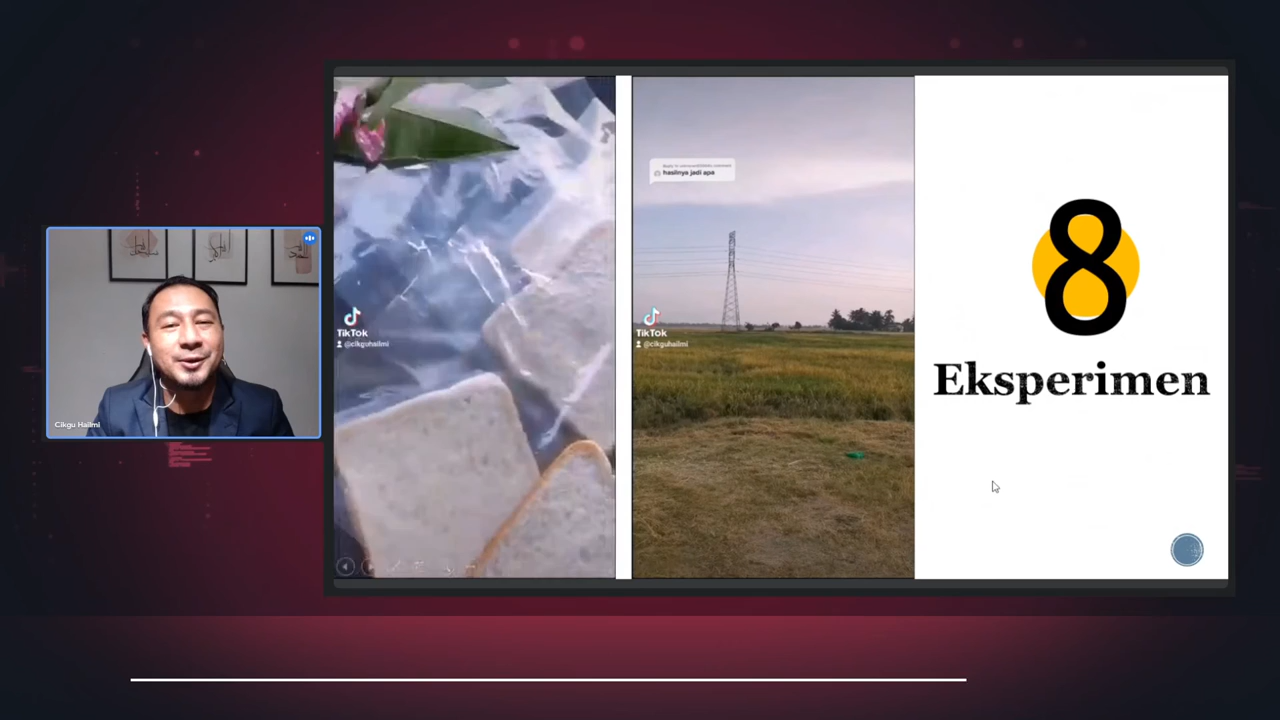 Cikgu Hailmi
TikTok
@cikguhailmi
hasilnya jadi apa
TikTok
@cikguhailmi
8
Eksperimen